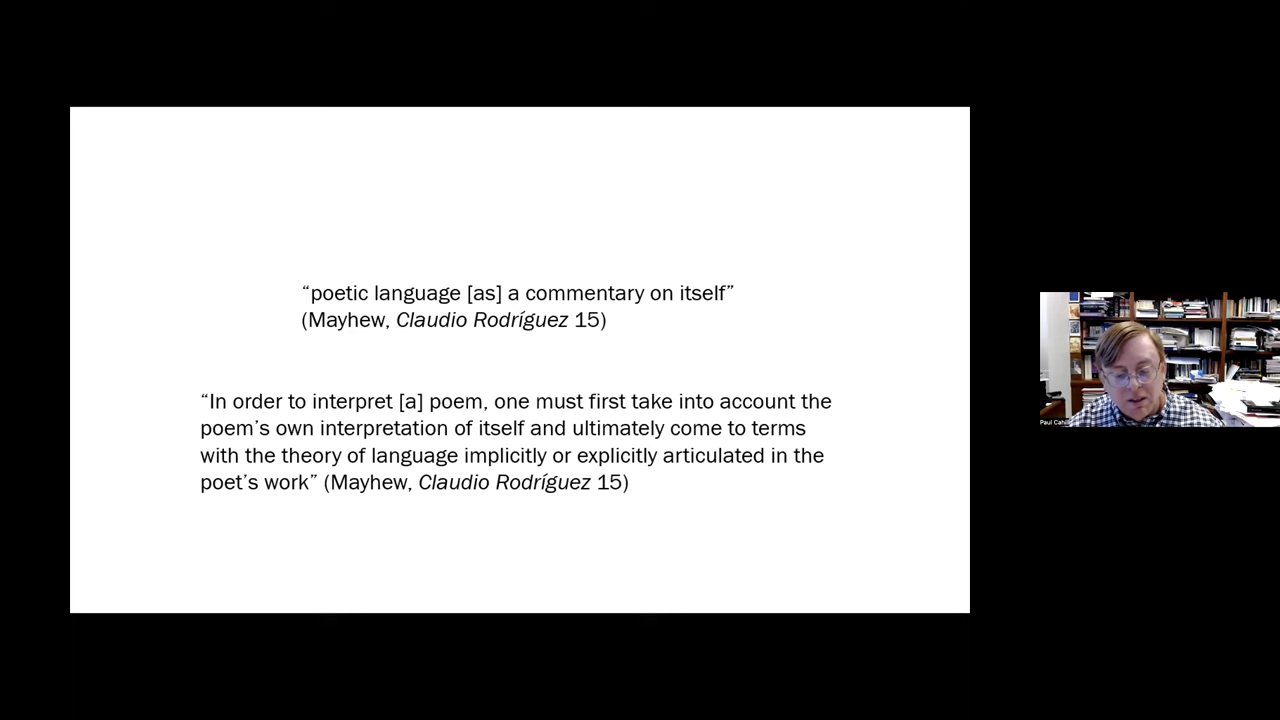 “poetic language [as] a commentary on itself”
(Mayhew, Claudio Rodríguez 15)
“In order to interpret [a] poem, one must first take into account the
poem’s own interpretation of itself and ultimately come to terms
with the theory of language implicitly or explicitly articulated in the
poet’s work” (Mayhew, Claudio Rodríguez 15)
Paul